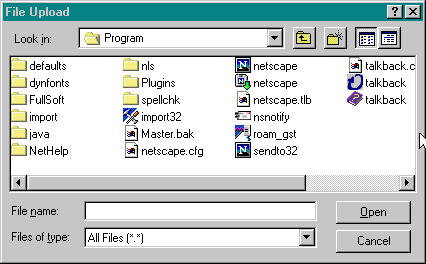 File Upload
Look in: Program
defaults nls netscape talkback.c
dynfonts Plugins netscape talkback
FullSoft spellchk netscape.tlb talkback
import import32 nsnotify
java Master.bak roam_gst
NetHelp netscape.cfg sendto32
File name: Open
Files of type: All Files (*.*) Cancel